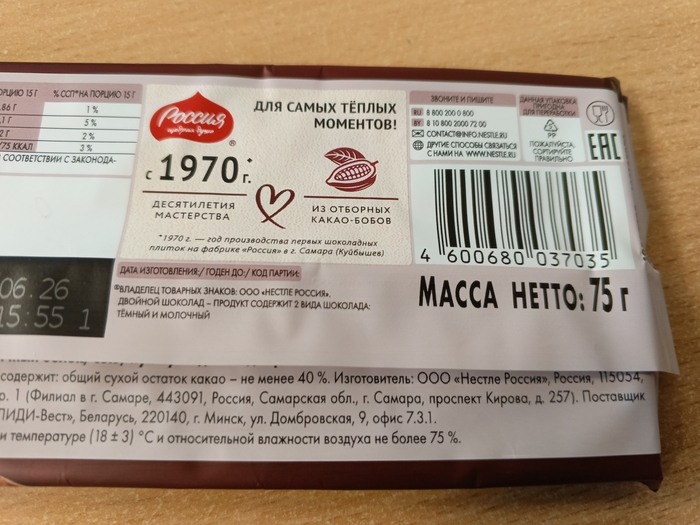 ПОРЦИЮ 15 Г % ССП* НА ПОРЦИЮ 15 Г
,86 Г 1 %
,1 Г 5 %
2 Г 2 %
/75 ККАЛ 3 %
СООТВЕТСТВИИ С ЗАКОНОДА-
Россия
щедрая душа
®
ДЛЯ САМЫХ ТЁПЛЫХ
МОМЕНТОВ!
с 1970 г.*
ДЕСЯТИЛЕТИЯ
МАСТЕРСТВА
ИЗ ОТБОРНЫХ
КАКАО-БОБОВ
*1970 г. — год производства первых шоколадных
плиток на фабрике «Россия» в г. Самара (Куйбышев)
ЗВОНИТЕ И ПИШИТЕ
RU 8 800 200 0 800
BY 8 10 800 2000 72 00
CONTACT@INFO.NESTLE.RU
ДРУГИЕ СПОСОБЫ СВЯЗАТЬСЯ
С НАМИ НА WWW.NESTLE.RU
ДАННАЯ УПАКОВКА
ПРИГОДНА
ДЛЯ ПЕРЕРАБОТКИ
PP
ПОЖАЛУЙСТА,
СОРТИРУЙТЕ
ПРАВИЛЬНО
EAC
4 600680 037035
МАССА НЕТТО: 75 г
ДАТА ИЗГОТОВЛЕНИЯ:/ ГОДЕН ДО:/ КОД ПАРТИИ:
06.26
15:55 1
®ВЛАДЕЛЕЦ ТОВАРНЫХ ЗНАКОВ: ООО «НЕСТЛЕ РОССИЯ».
ДВОЙНОЙ ШОКОЛАД – ПРОДУКТ СОДЕРЖИТ 2 ВИДА ШОКОЛАДА:
ТЁМНЫЙ И МОЛОЧНЫЙ
содержит: общий сухой остаток какао – не менее 40 %. Изготовитель: ООО «Нестле Россия», Россия, 115054,
р. 1 (Филиал в г. Самаре, 443091, Россия, Самарская обл., г. Самара, проспект Кирова, д. 257). Поставщик
ЛИДИ-Вест», Беларусь, 220140, г. Минск, ул. Домбровская, 9, офис 7.3.1.
и температуре (18 ± 3) °С и относительной влажности воздуха не более 75 %.